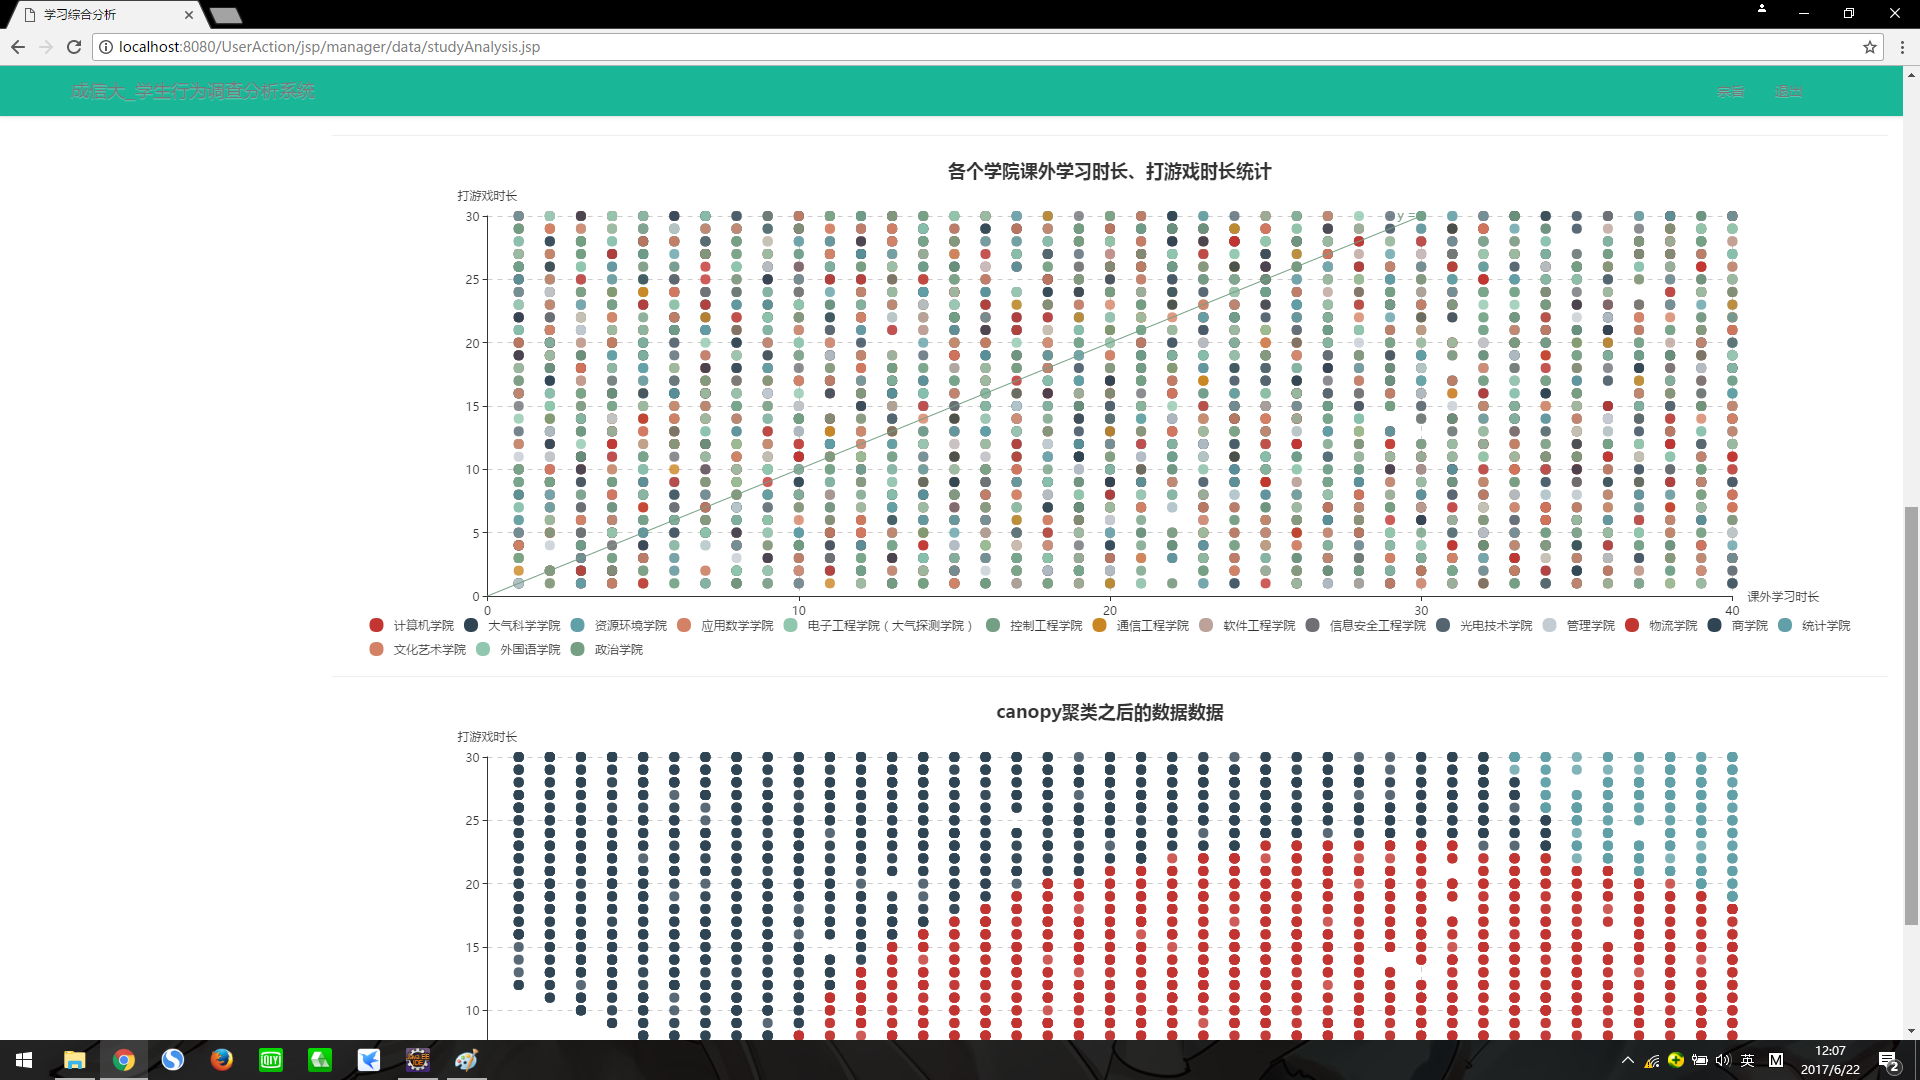 学习综合分析
localhost:8080/UserAction/jsp/manager/data/studyAnalysis.jsp
成信大_学生行为调查分析系统
亲爱 退出
各个学院课外学习时长、打游戏时长统计
打游戏时长
30
y =
25
20
15
10
5
0
0 10 20 30 40
课外学习时长
计算机学院 大气科学学院 资源环境学院 应用数学学院 电子工程学院（大气探测学院） 控制工程学院 通信工程学院 软件工程学院 信息安全工程学院 光电技术学院 管理学院 物流学院 商学院 统计学院
文化艺术学院 外国语学院 政治学院
canopy聚类之后的数据数据
打游戏时长
30
25
20
15
10
QIY
英 M
12:07
2017/6/22
2